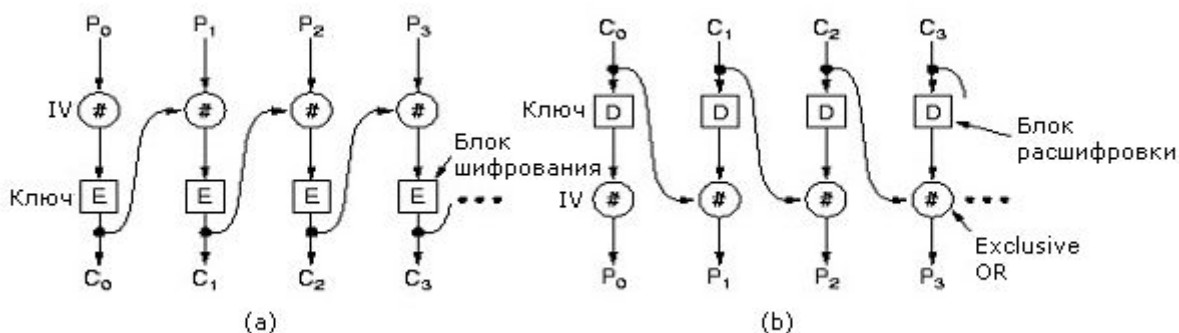 P0 P1 P2 P3
IV # # # #
Блок
шифрования
Ключ E E E E
C0 C1 C2 C3
(a)
C0 C1 C2 C3
Ключ D D D D
Блок
расшифровки
IV # # # #
Exclusive
OR
P0 P1 P2 P3
(b)